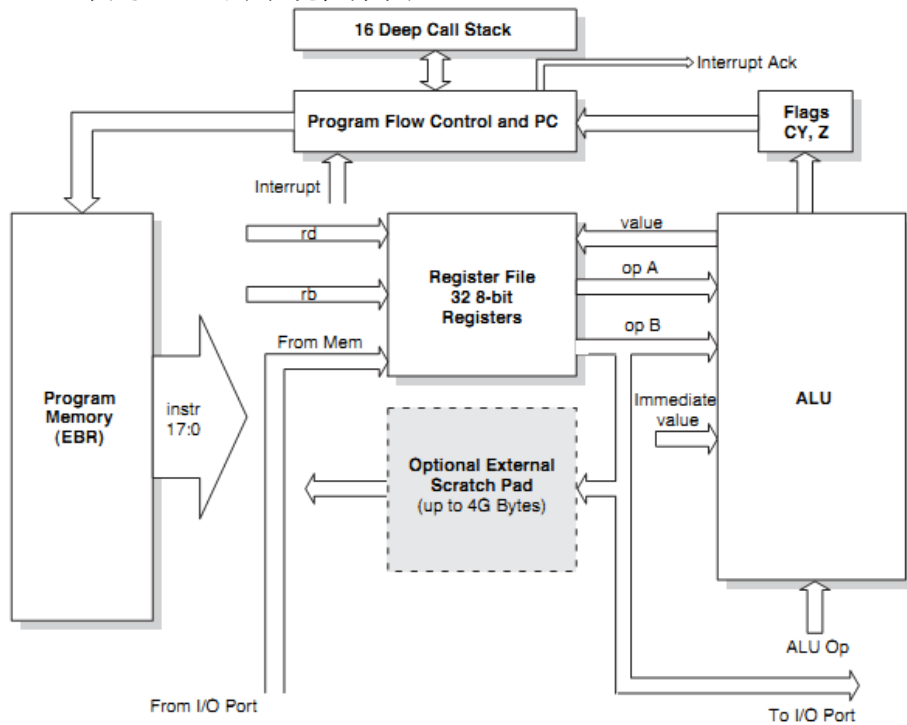 16 Deep Call Stack
Interrupt Ack
Program Flow Control and PC
Flags
CY, Z
Interrupt
rd
value
Register File
32 8-bit
Registers
op A
rb
op B
From Mem
Program
Memory
(EBR)
instr
17:0
Immediate
value
ALU
Optional External
Scratch Pad
(up to 4G Bytes)
ALU Op
From I/O Port
To I/O Port